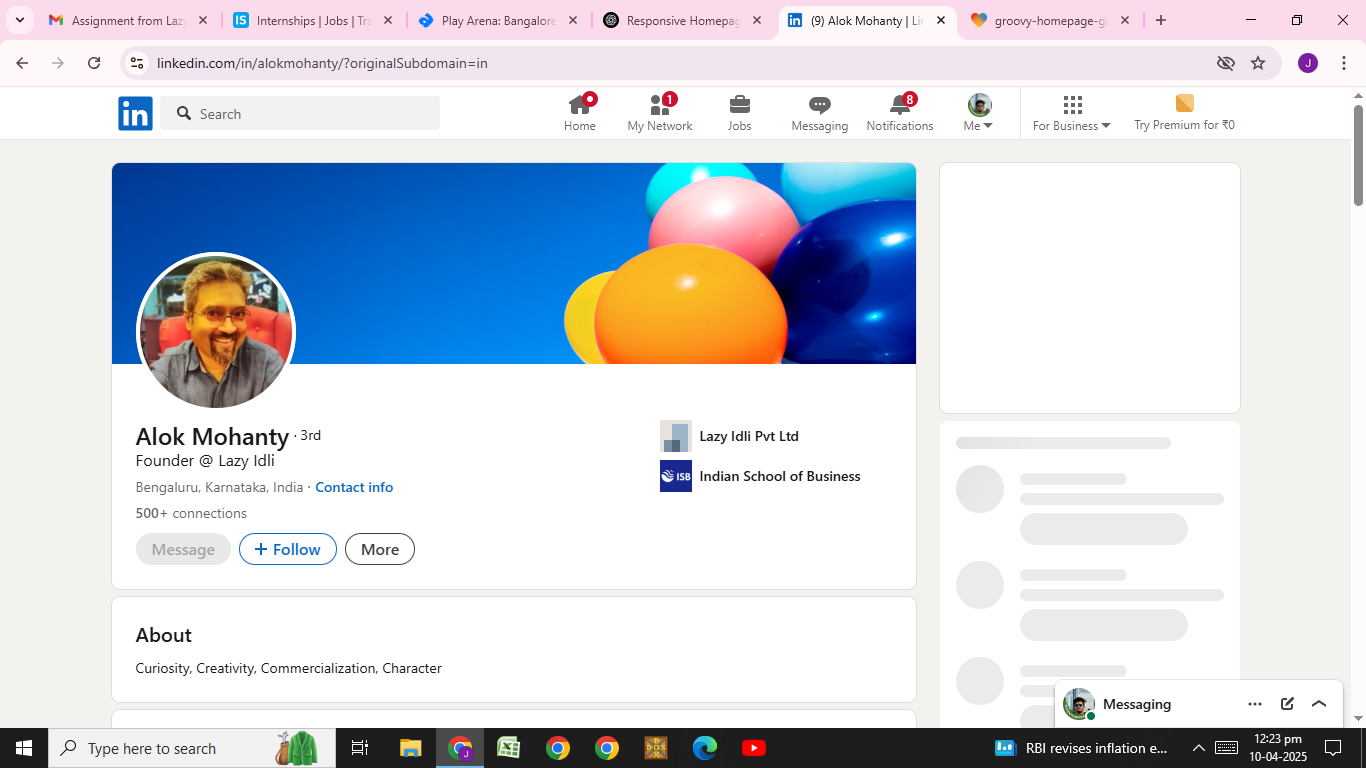 Assignment from Lazy
Internships | Jobs | Tra
Play Arena: Bangalore
Responsive Homepag
(9) Alok Mohanty | Lin
groovy-homepage-g
linkedin.com/in/alokmohanty/?originalSubdomain=in
J
in
Search
1
8
Home
My Network
Jobs
Messaging
Notifications
Me
For Business
Try Premium for ₹0
Alok Mohanty · 3rd
Founder @ Lazy Idli
Bengaluru, Karnataka, India · Contact info
500+ connections
Message
+ Follow
More
Lazy Idli Pvt Ltd
ISB
Indian School of Business
About
Curiosity, Creativity, Commercialization, Character
Messaging
Type here to search
RBI revises inflation e...
12:23 pm
10-04-2025